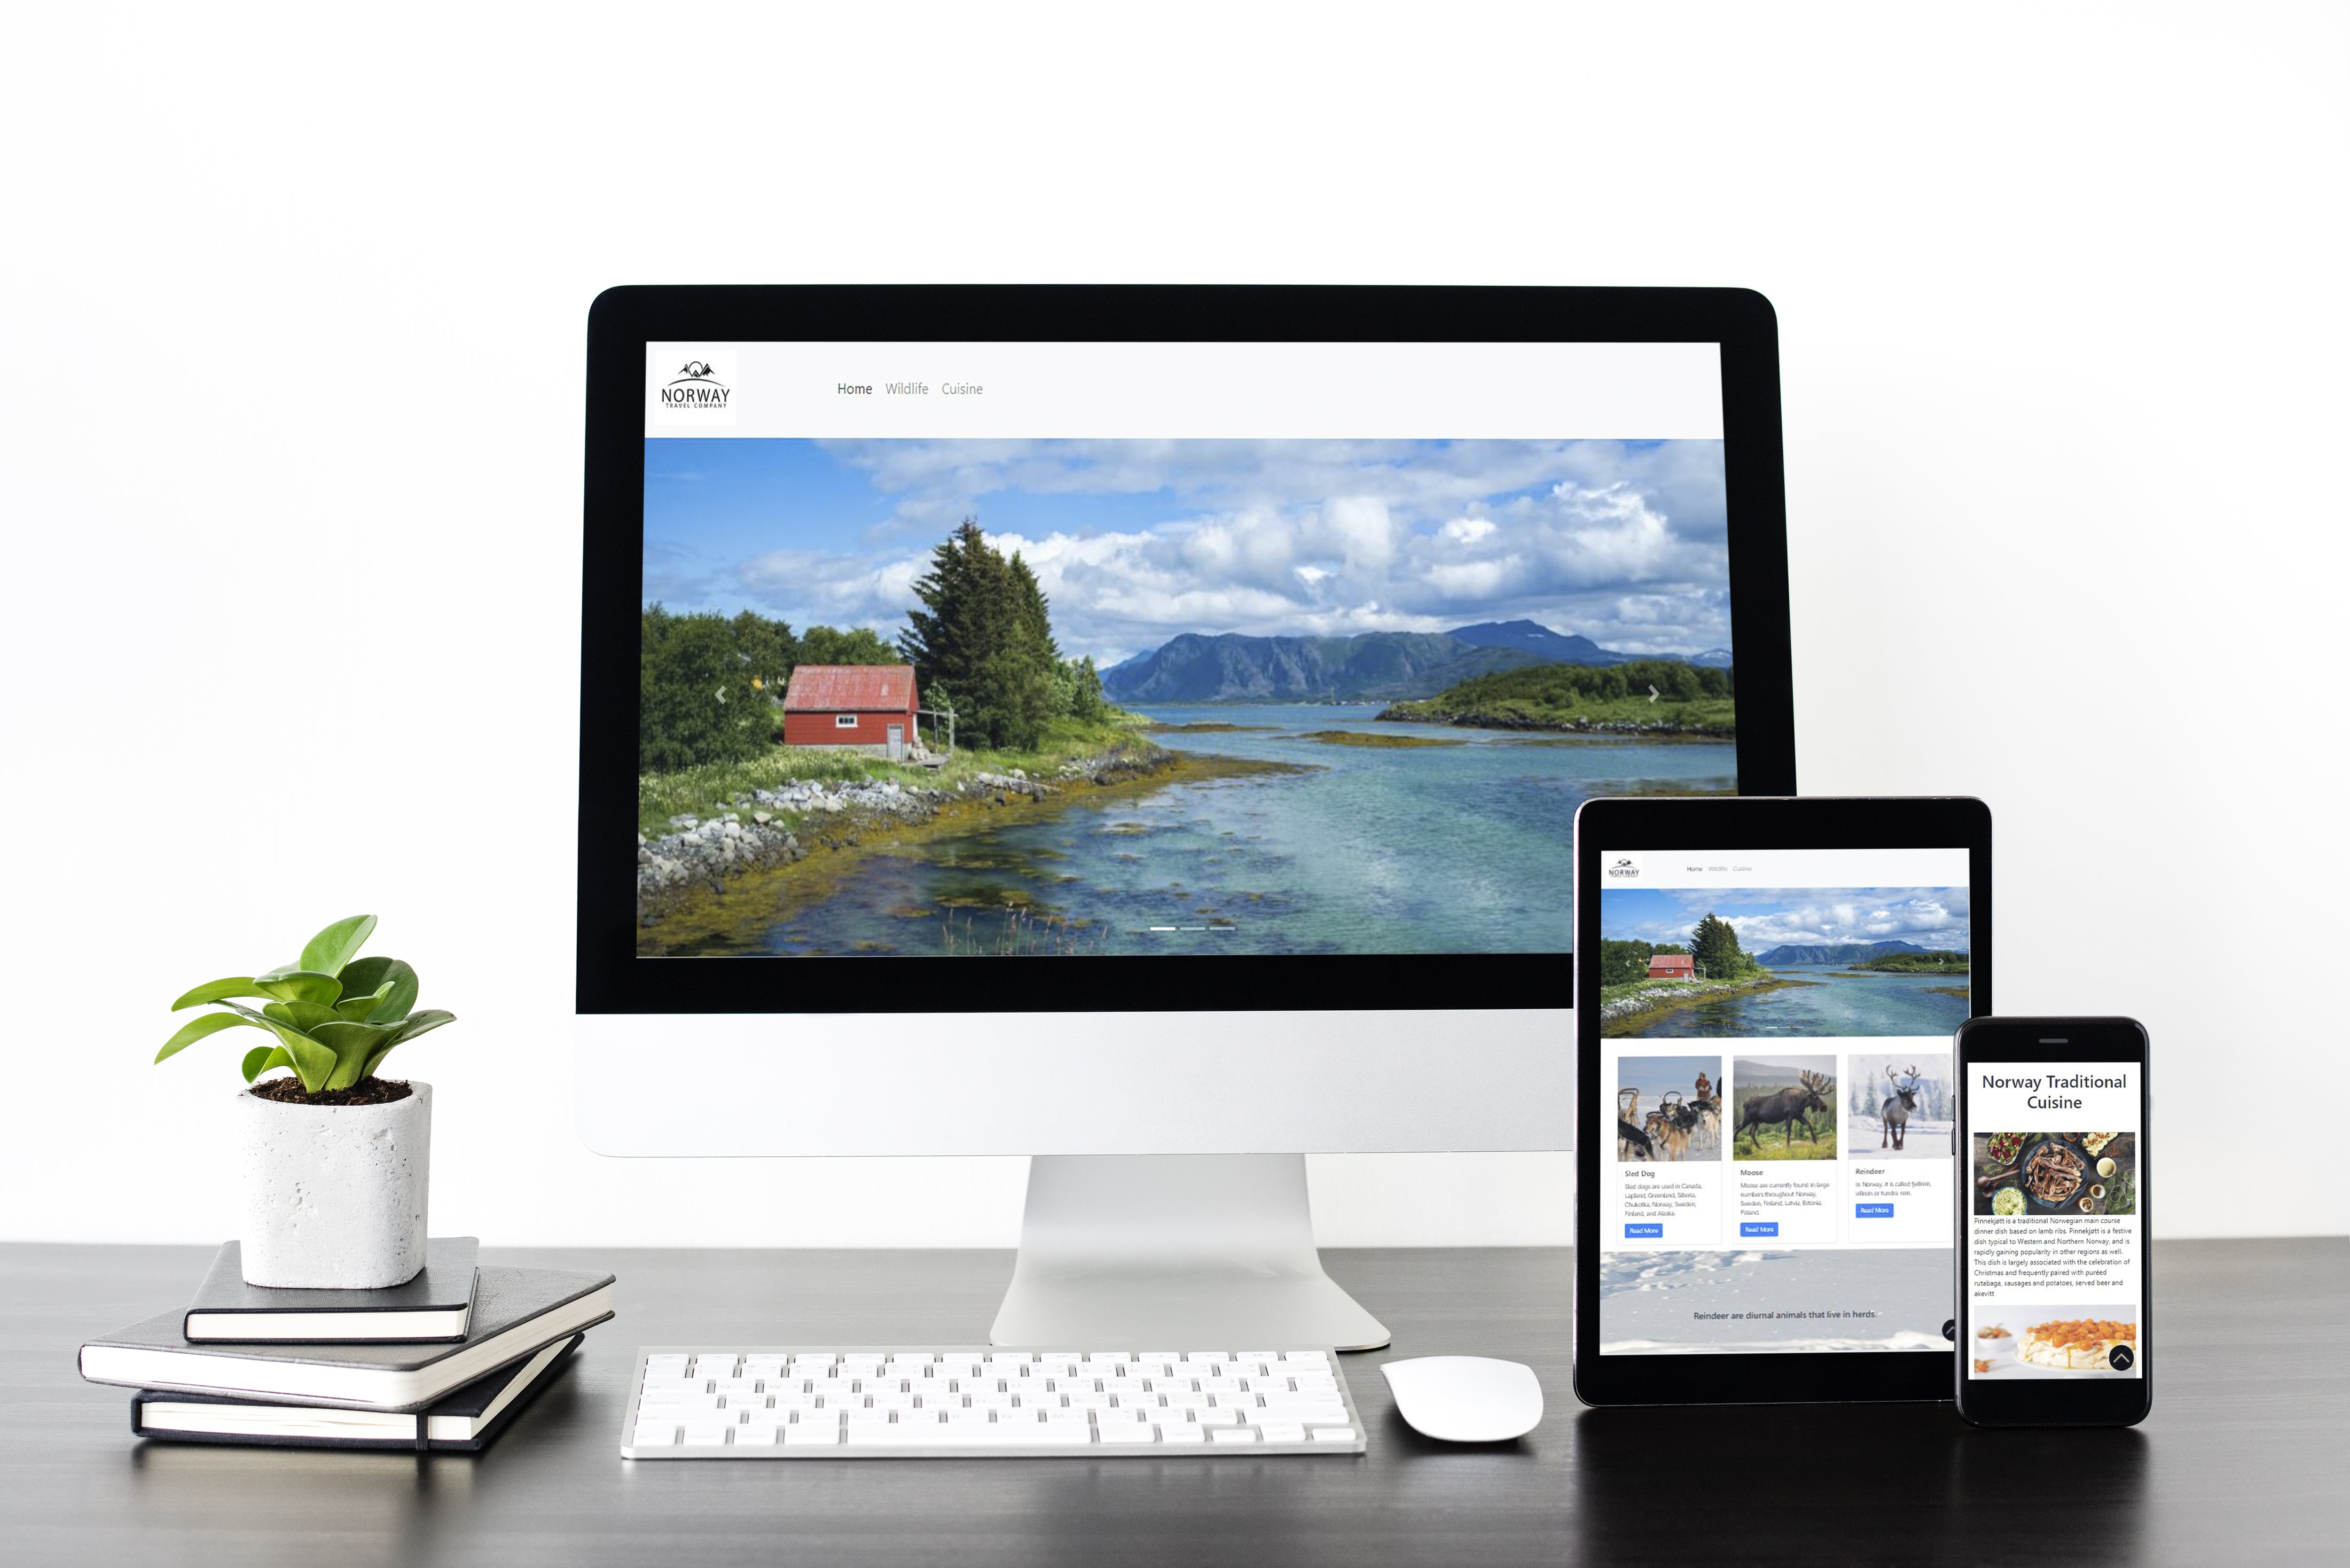 NORWAY
TRAVEL COMPANY
Home Wildlife Cuisine
NORWAY
TRAVEL COMPANY
Home Wildlife Cuisine
Sled Dog
Sled dogs are used in Canada,
Lapland, Greenland, Siberia,
Chukotka, Norway, Sweden,
Finland, and Alaska.
Read More
Moose
Moose are currently found in large
numbers throughout Norway,
Sweden, Finland, Latvia, Estonia,
Poland.
Read More
Reindeer
In Norway, it is called fjellrein,
villrein or tundra rein.
Read More
Reindeer are diurnal animals that live in herds.
Norway Traditional
Cuisine
Pinnekjøtt is a traditional Norwegian main course
dinner dish based on lamb ribs. Pinnekjøtt is a festive
dish typical to Western and Northern Norway, and is
rapidly gaining popularity in other regions as well.
This dish is largely associated with the celebration of
Christmas and frequently paired with puréed
rutabaga, sausages and potatoes, served beer and
akevitt